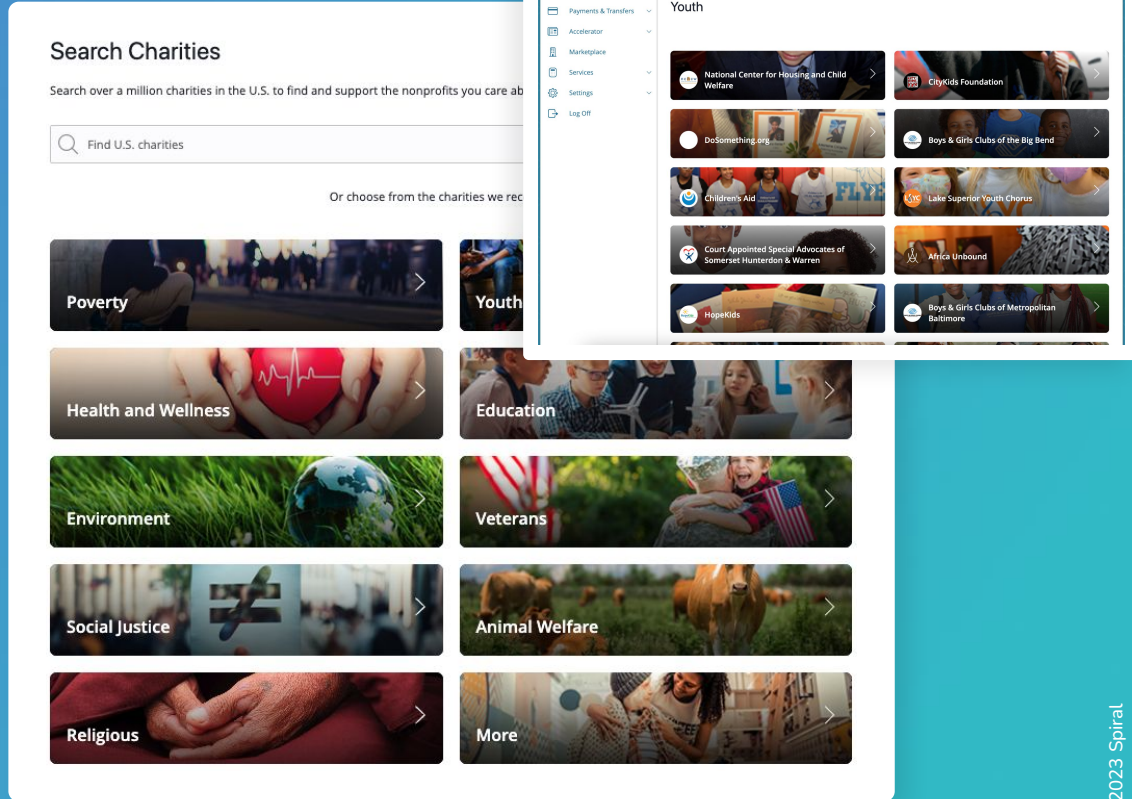 Search Charities
Search over a million charities in the U.S. to find and support the nonprofits you care ab
Find U.S. charities
Or choose from the charities we rec
Poverty
Youth
Health and Wellness
Education
Environment
Veterans
Social Justice
Animal Welfare
Religious
More
Payments & Transfers
Accelerator
Marketplace
Services
Settings
Log Off
Youth
National Center for Housing and Child
Welfare
CityKids Foundation
DoSomething.org
Boys & Girls Clubs of the Big Bend
Children's Aid
FLYE
Lake Superior Youth Chorus
Court Appointed Special Advocates of
Somerset Hunterdon & Warren
Africa Unbound
HopeKids
Boys & Girls Clubs of Metropolitan
Baltimore
2023 Spiral